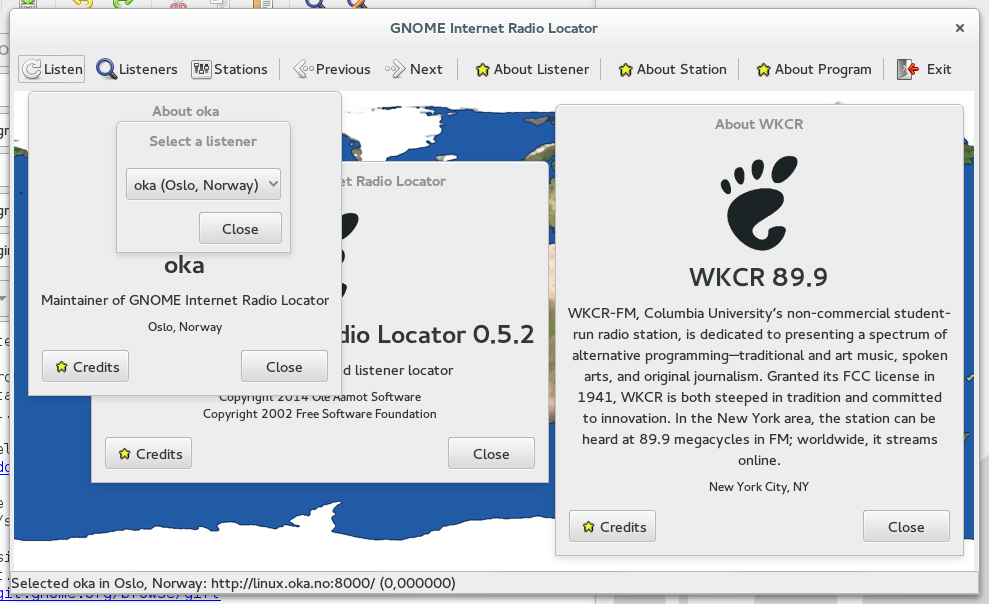 GNOME Internet Radio Locator
Listen Listeners Stations Previous Next About Listener About Station About Program Exit
About oka
Select a listener
oka (Oslo, Norway)
Close
oka
Maintainer of GNOME Internet Radio Locator
Oslo, Norway
Credits Close
Radio Locator
dio Locator 0.5.2
d listener locator
Copyright 2014 Ole Aamot Software
Copyright 2002 Free Software Foundation
Credits Close
About WKCR
WKCR 89.9
WKCR-FM, Columbia University's non-commercial student-
run radio station, is dedicated to presenting a spectrum of
alternative programming—traditional and art music, spoken
arts, and original journalism. Granted its FCC license in
1941, WKCR is both steeped in tradition and committed
to innovation. In the New York area, the station can be
heard at 89.9 megacycles in FM; worldwide, it streams
online.
New York City, NY
Credits Close
Selected oka in Oslo, Norway: http://linux.oka.no:8000/ (0,000000)